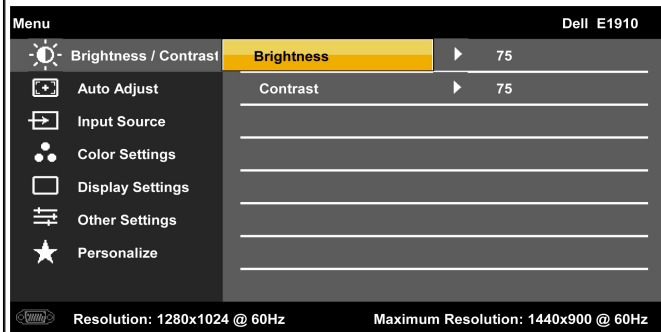 Menu Dell E1910
Brightness / Contrast Brightness 75
Auto Adjust Contrast 75
Input Source
Color Settings
Display Settings
Other Settings
Personalize
Resolution: 1280x1024 @ 60Hz Maximum Resolution: 1440x900 @ 60Hz